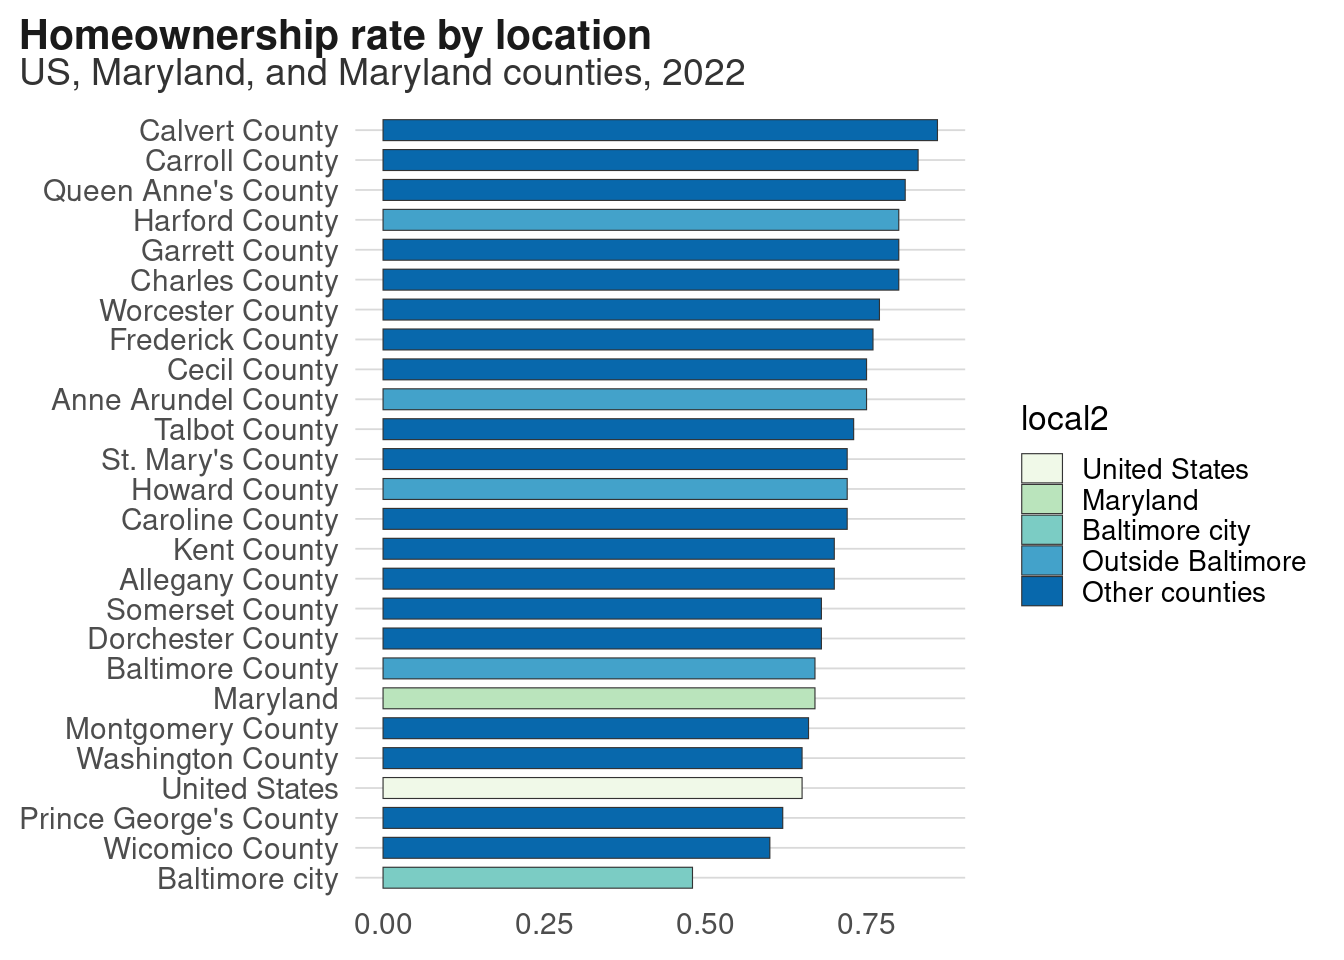 Homeownership rate by location
US, Maryland, and Maryland counties, 2022
Calvert County
Carroll County
Queen Anne's County
Harford County
Garrett County
Charles County
Worcester County
Frederick County
Cecil County
Anne Arundel County
Talbot County
St. Mary's County
Howard County
Caroline County
Kent County
Allegany County
Somerset County
Dorchester County
Baltimore County
Maryland
Montgomery County
Washington County
United States
Prince George's County
Wicomico County
Baltimore city
0.00 0.25 0.50 0.75
local2
United States
Maryland
Baltimore city
Outside Baltimore
Other counties